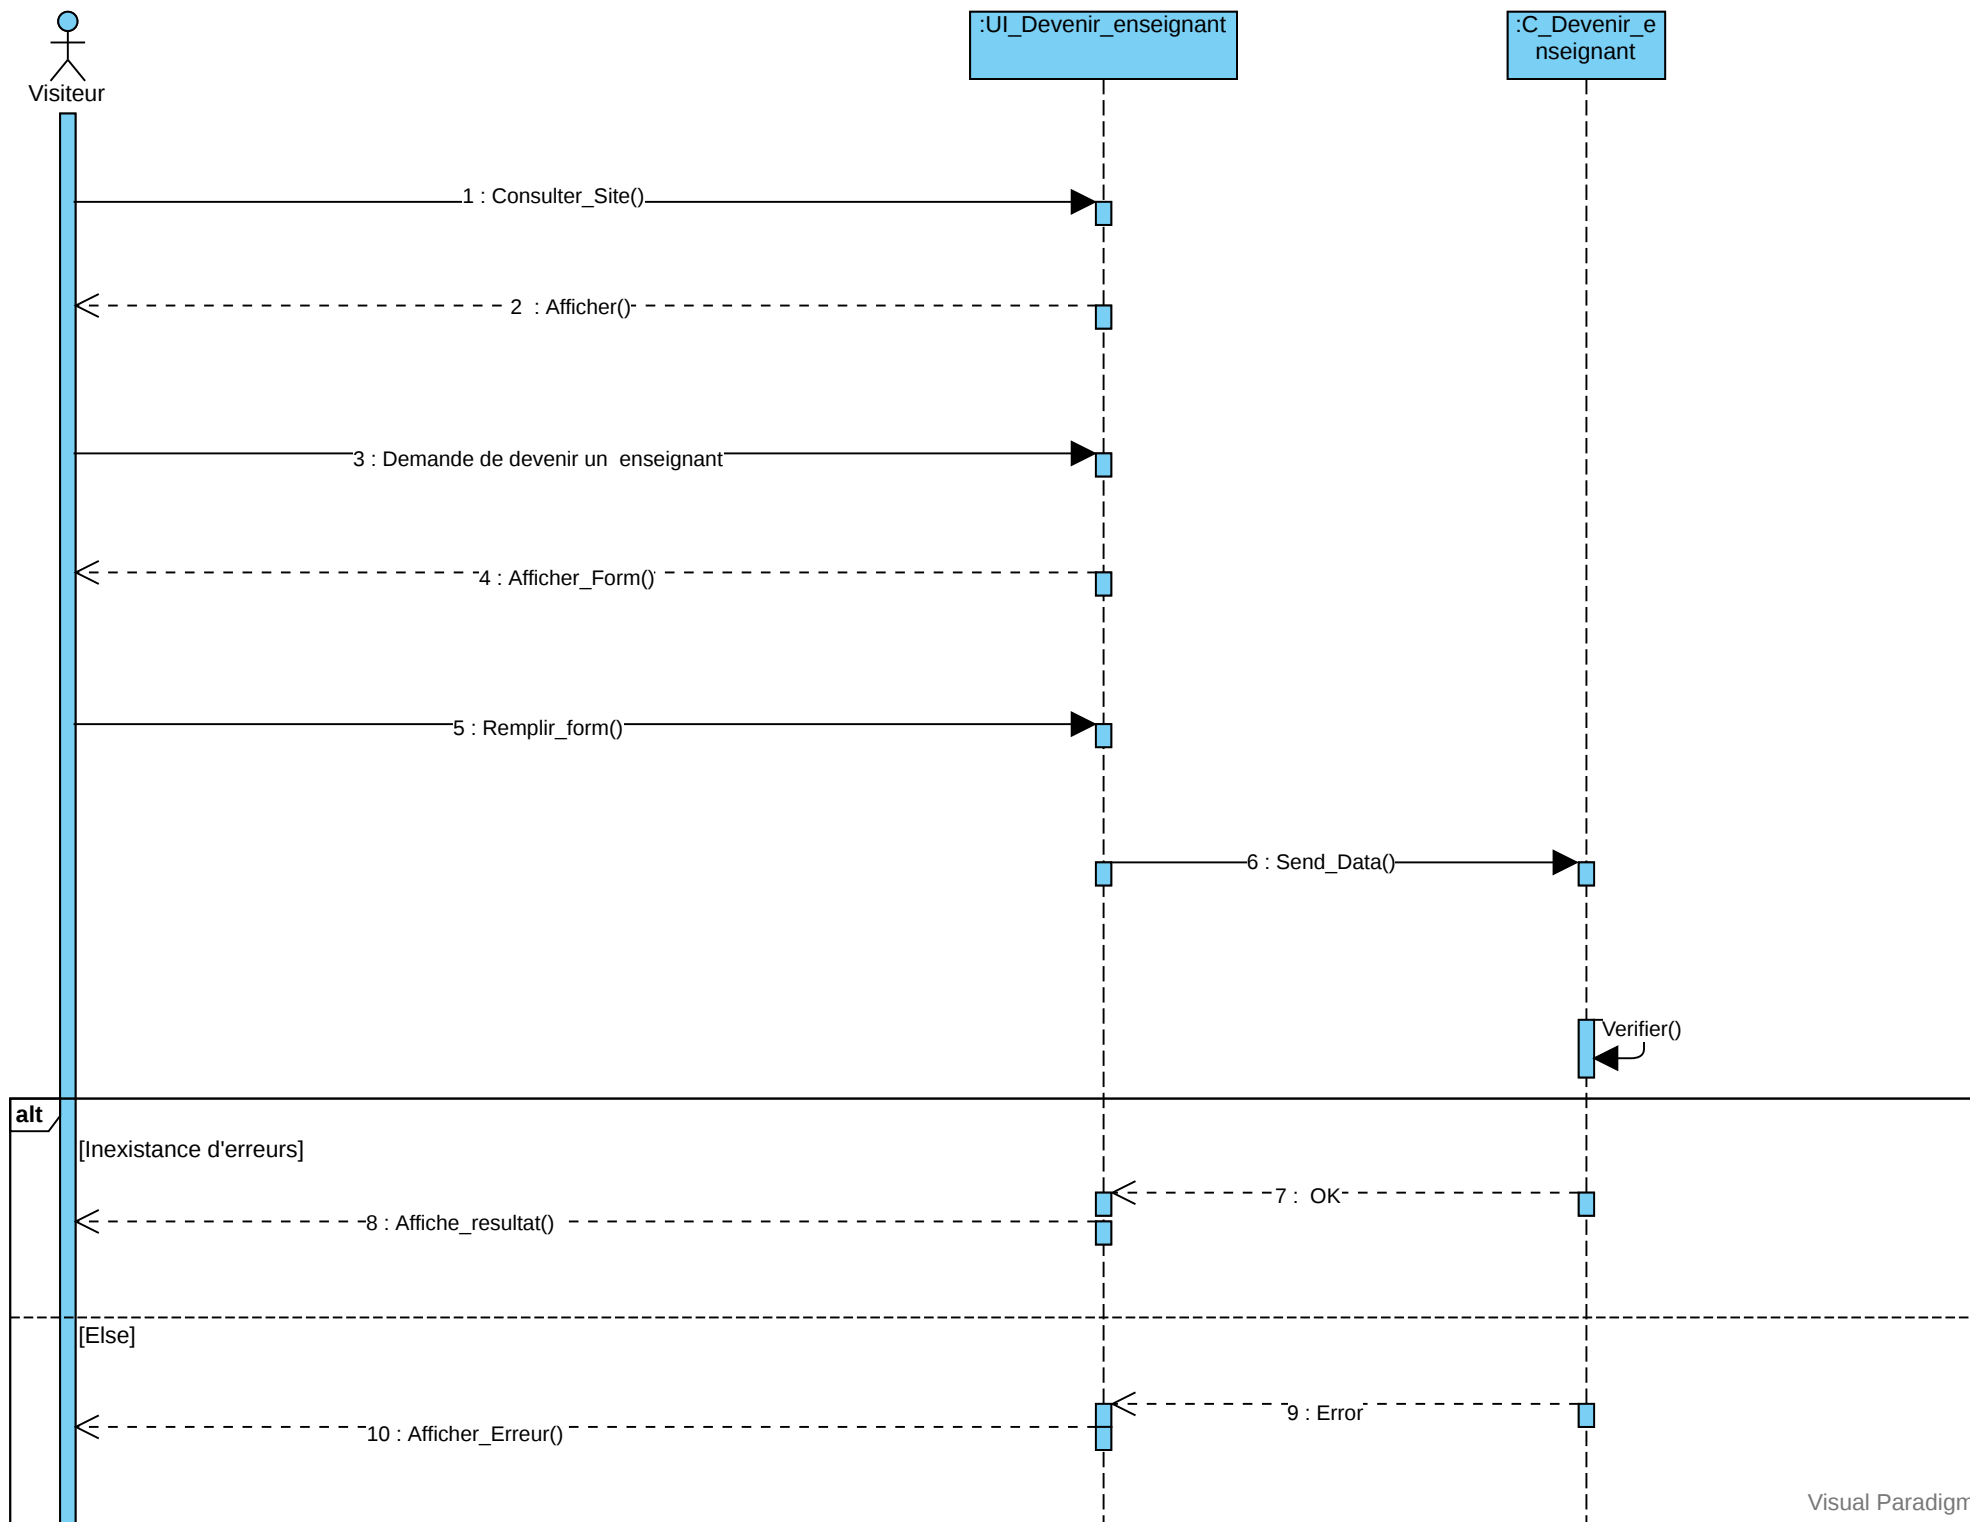 Visiteur
:UI_Devenir_enseignant
:C_Devenir_e
nseignant
1 : Consulter_Site()
2 : Afficher()
3 : Demande de devenir un enseignant
4 : Afficher_Form()
5 : Remplir_form()
6 : Send_Data()
Verifier()
alt
[Inexistance d'erreurs]
7 : OK
8 : Affiche_resultat()
[Else]
9 : Error
10 : Afficher_Erreur()
Visual Paradigm